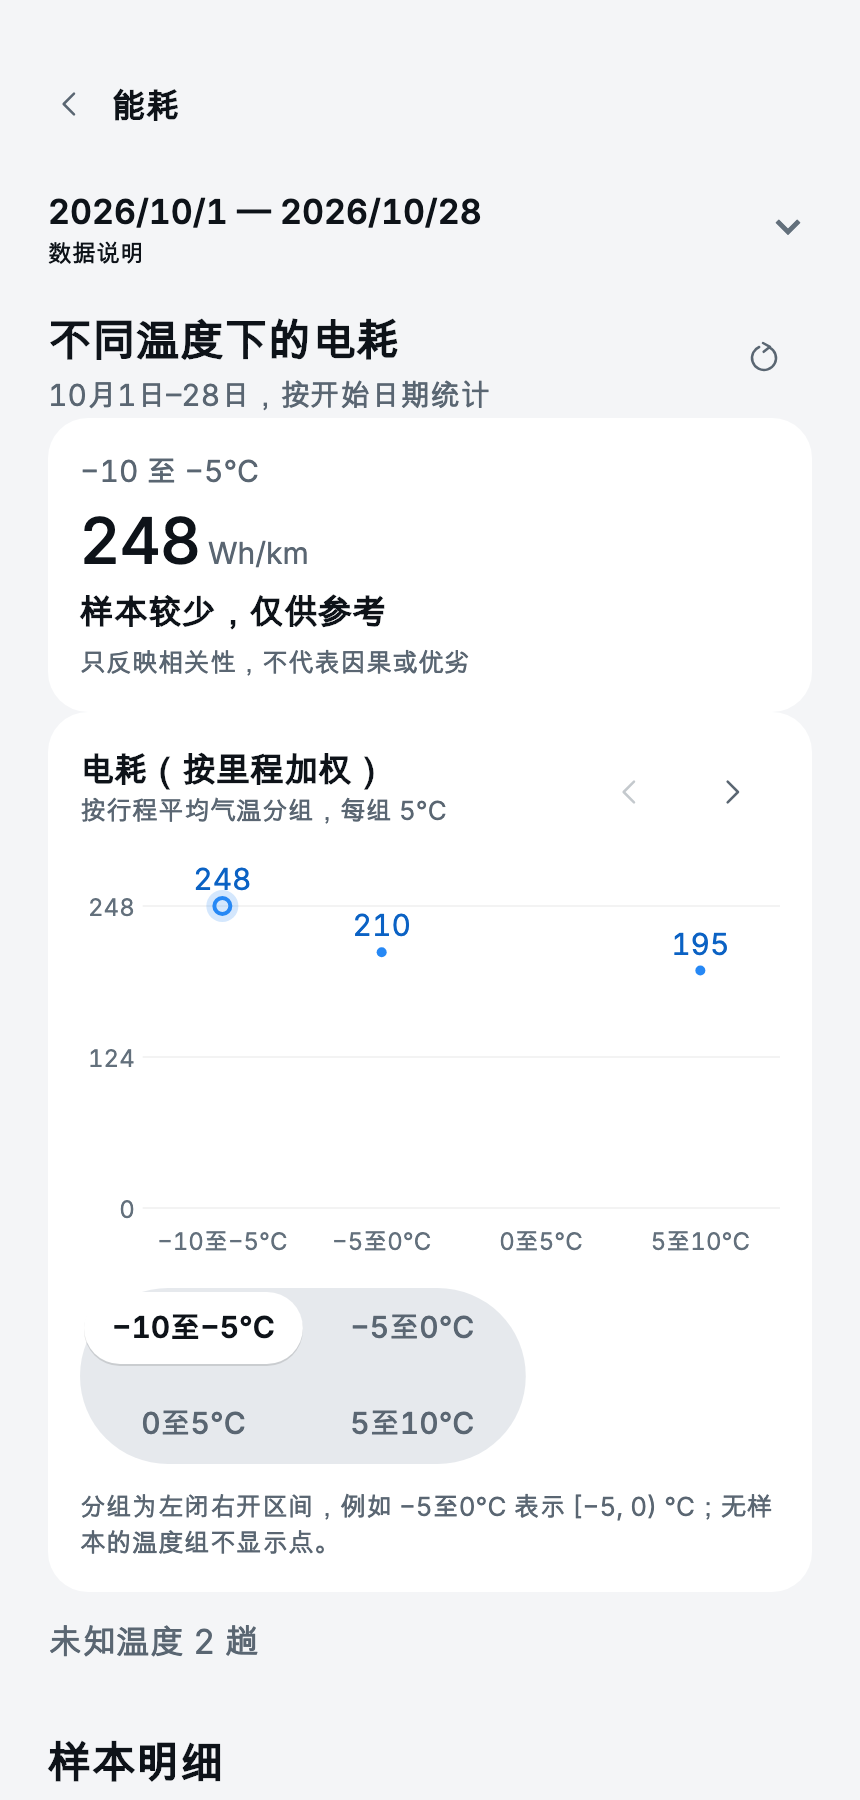 能耗
2026/10/1 — 2026/10/28
数据说明
不同温度下的电耗
10月1日–28日，按开始日期统计
−10 至 −5°C
248 Wh/km
样本较少，仅供参考
只反映相关性，不代表因果或优劣
电耗（按里程加权）
按行程平均气温分组，每组 5°C
248
210
195
248
124
0
−10至−5°C −5至0°C 0至5°C 5至10°C
−10至−5°C −5至0°C
0至5°C 5至10°C
分组为左闭右开区间，例如 −5至0°C 表示 [−5, 0) °C；无样
本的温度组不显示点。
未知温度 2 趟
样本明细